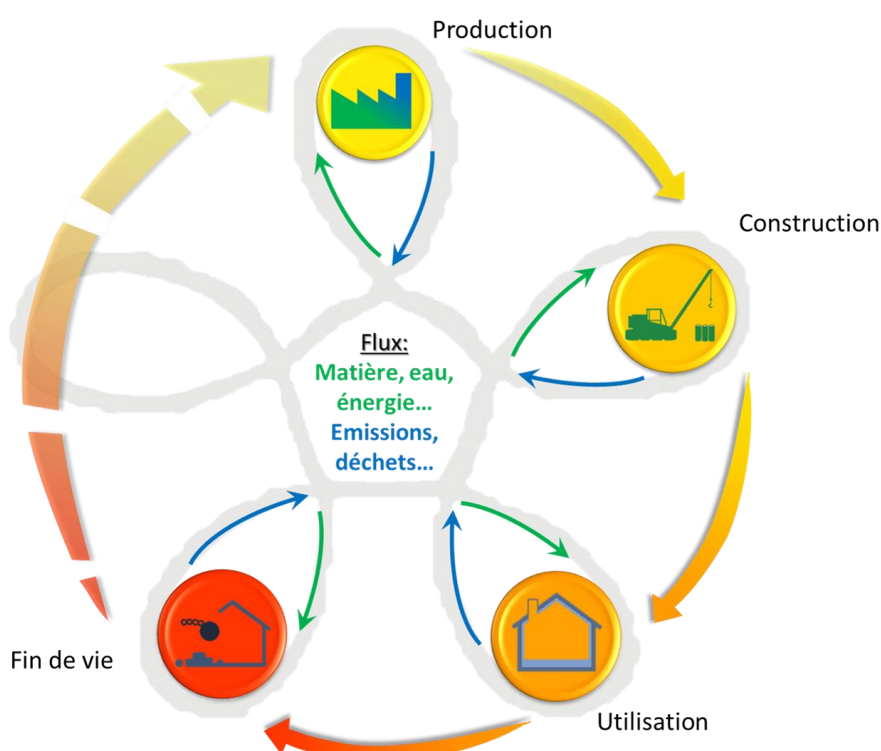 Production
Construction
Flux:
Matière, eau,
énergie...
Emissions,
déchets...
Fin de vie
Utilisation